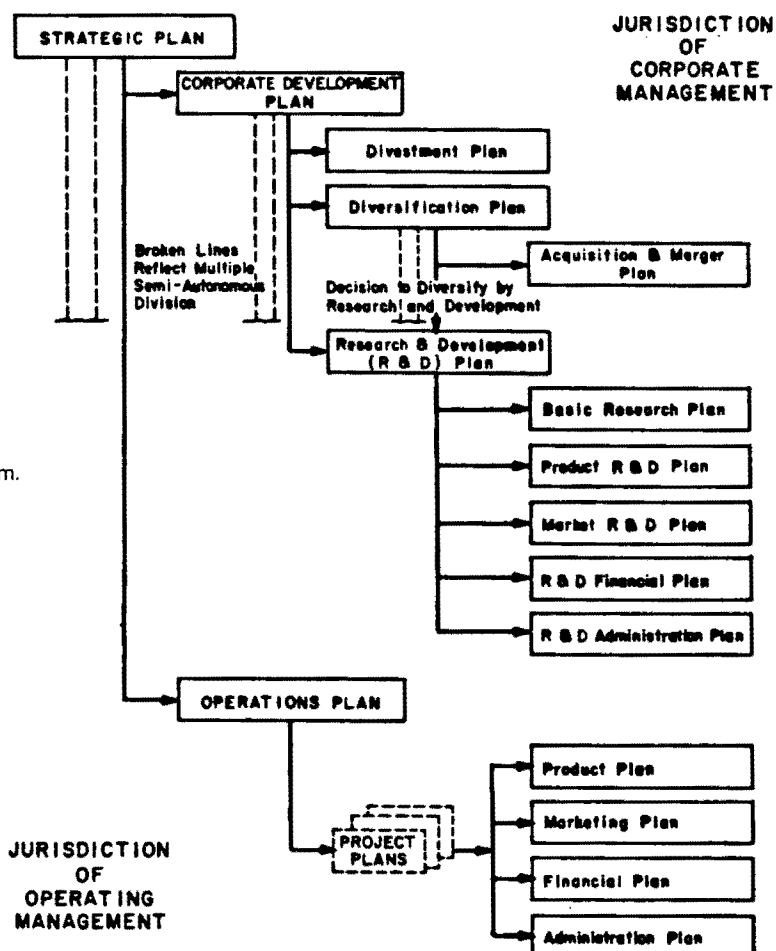 STRATEGIC PLAN
JURISDICTION
OF
CORPORATE
MANAGEMENT
CORPORATE DEVELOPMENT
PLAN
Divestment Plan
Diversification Plan
Broken Lines
Reflect Multiple
Semi-Autonomous
Division
Acquisition & Merger
Plan
Decision to Diversify by
Research and Development
Research & Development
(R & D) Plan
Basic Research Plan
Product R & D Plan
m.
Market R & D Plan
R & D Financial Plan
R & D Administration Plan
OPERATIONS PLAN
Product Plan
Marketing Plan
PROJECT
PLANS
Financial Plan
Administration Plan
JURISDICTION
OF
OPERATING
MANAGEMENT